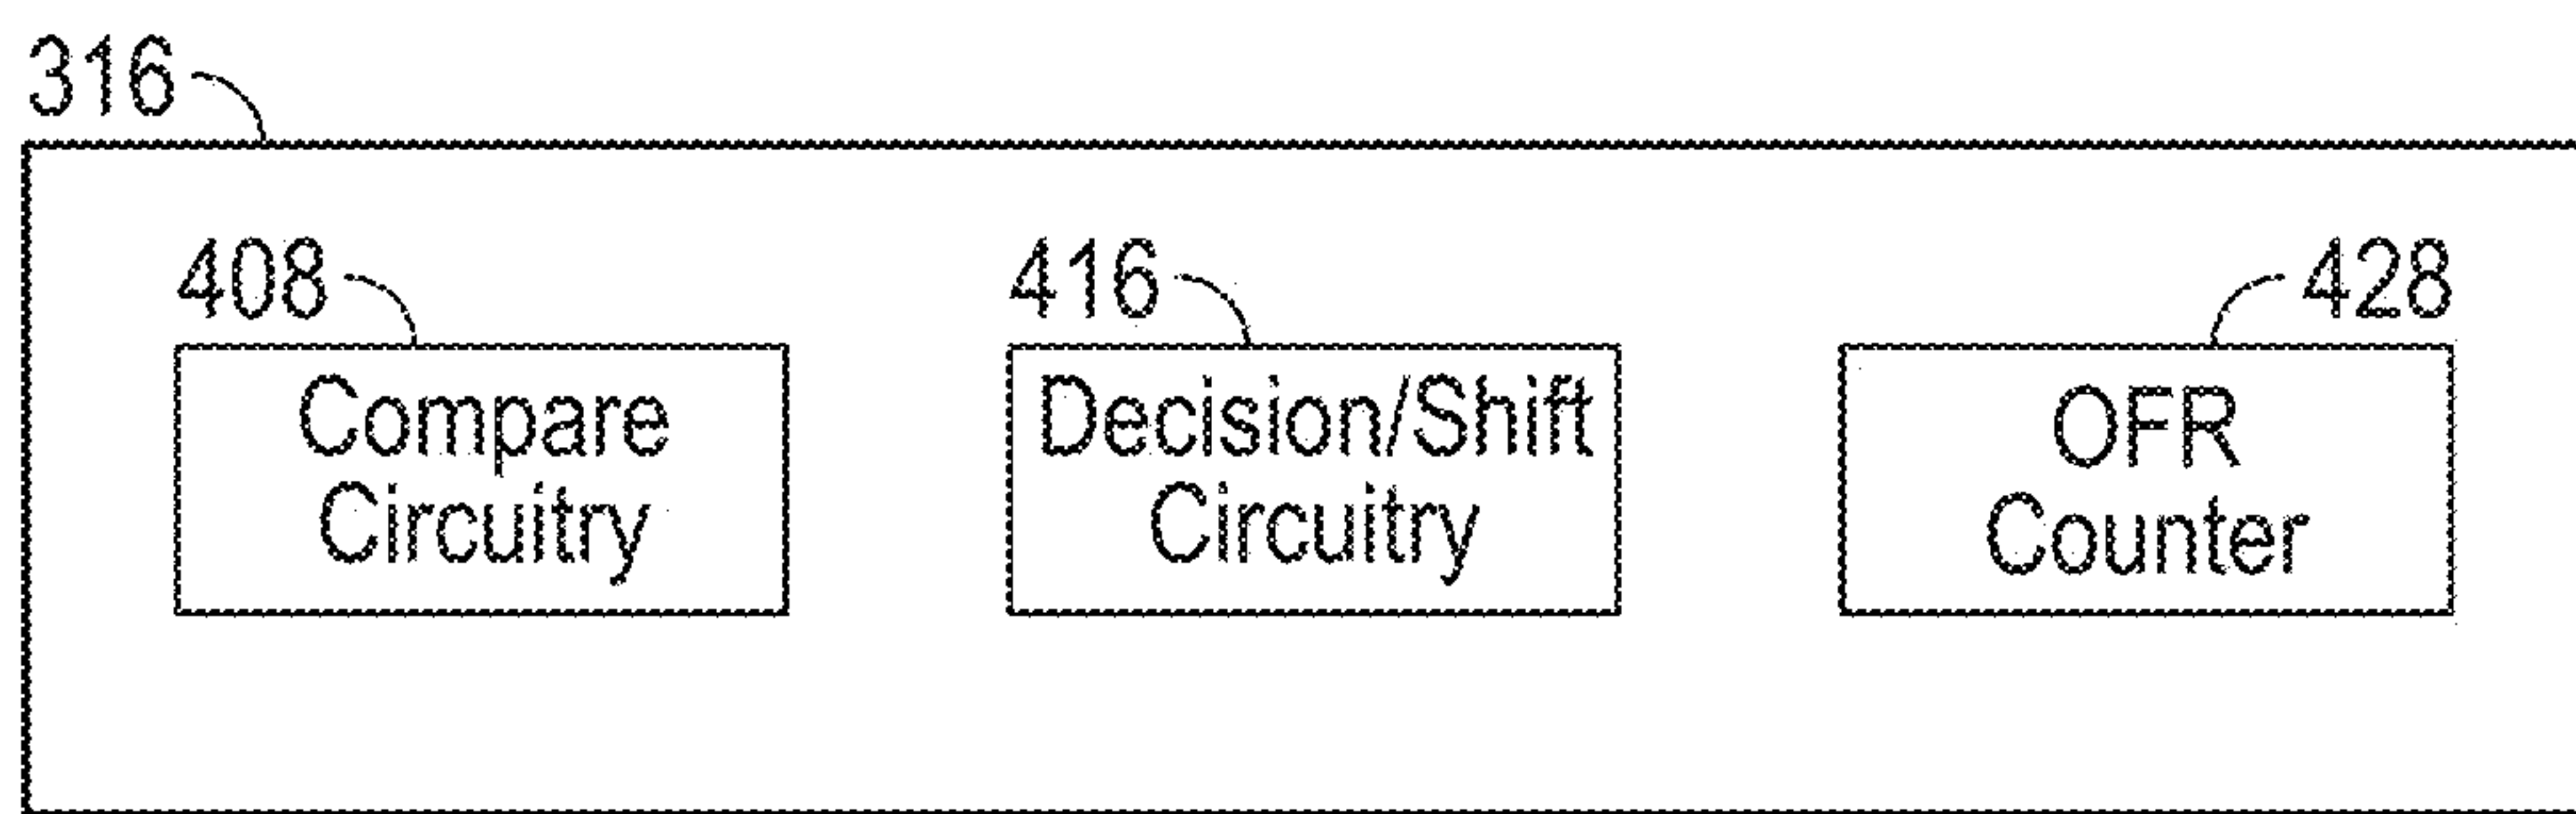 316
408
416
428
Compare
Circuitry
Decision/Shift
Circuitry
OFR
Counter